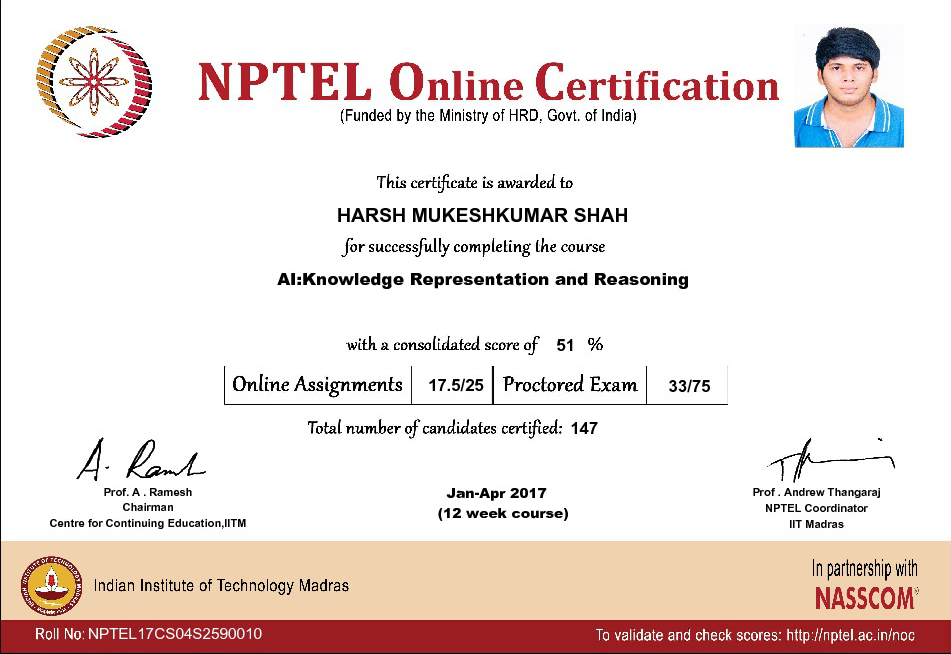 NPTEL Online Certification
(Funded by the Ministry of HRD, Govt. of India)
This certificate is awarded to
HARSH MUKESHKUMAR SHAH
for successfully completing the course
AI:Knowledge Representation and Reasoning
with a consolidated score of 51 %
Online Assignments 17.5/25 Proctored Exam 33/75
Total number of candidates certified: 147
Prof. A . Ramesh
Chairman
Centre for Continuing Education,IITM
Jan-Apr 2017
(12 week course)
Prof . Andrew Thangaraj
NPTEL Coordinator
IIT Madras
Indian Institute of Technology Madras
In partnership with
NASSCOM®
Roll No: NPTEL17CS04S2590010
To validate and check scores: http://nptel.ac.in/noc